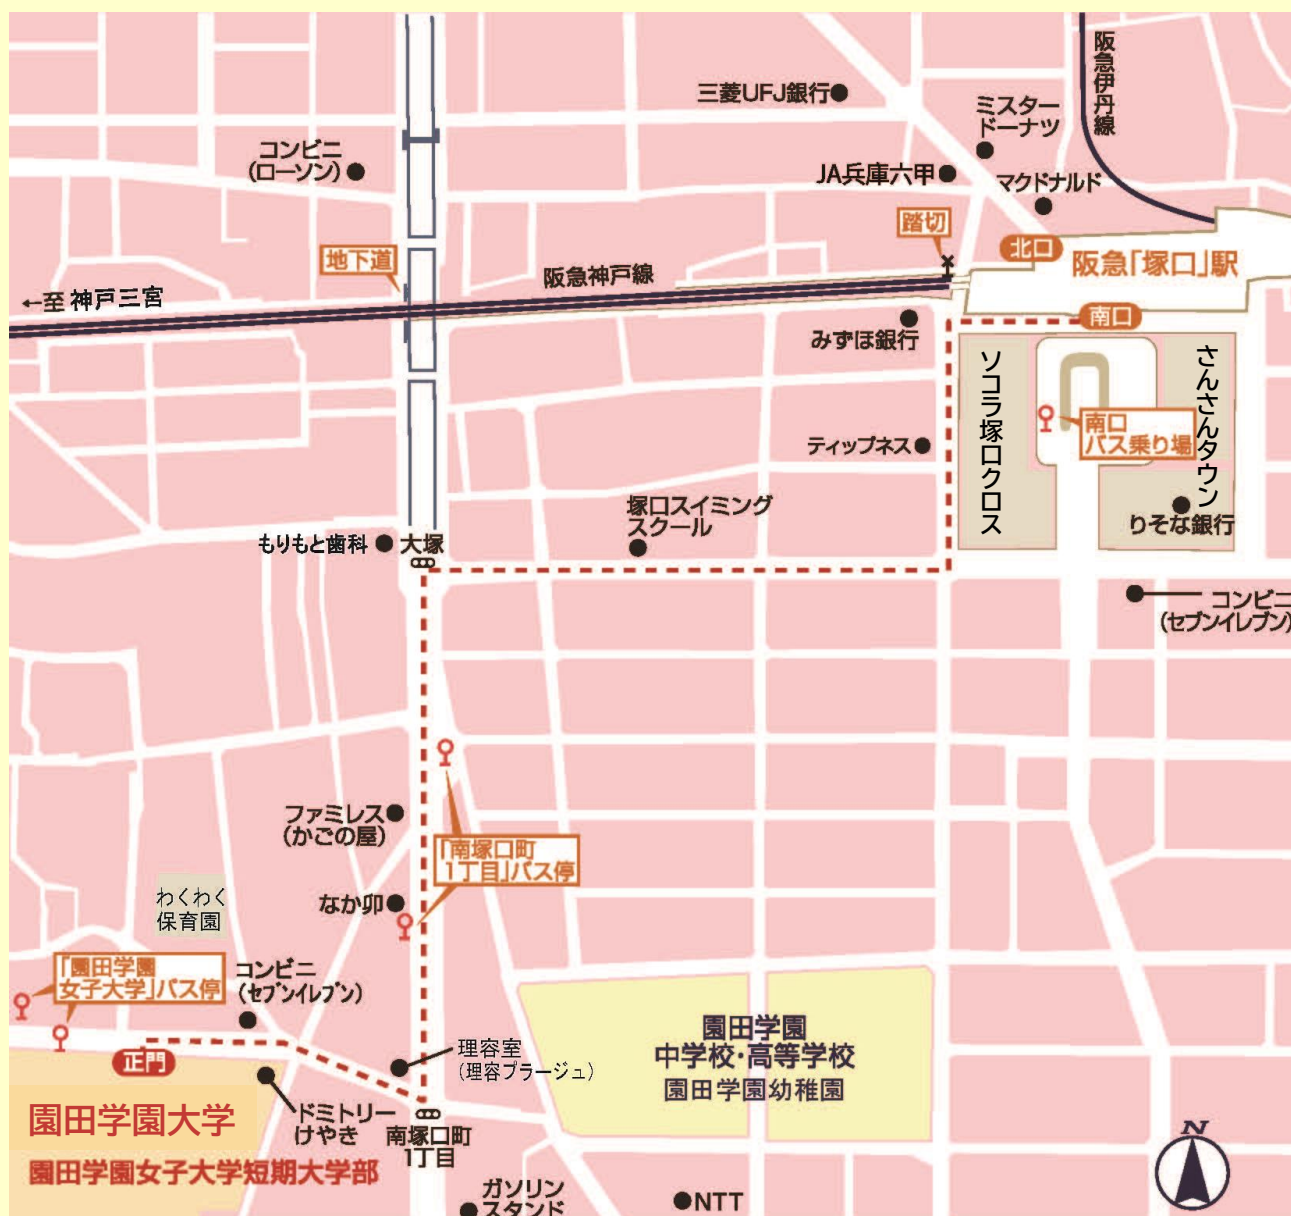 阪急伊丹線
三菱UFJ銀行
ミスター
ドーナツ
コンビニ
(ローソン)
JA兵庫六甲
マクドナルド
踏切
北口
地下道
阪急神戸線
阪急「塚口」駅
←至 神戸三宮
南口
みずほ銀行
ソコラ塚口クロス
さんさんタウン
南口
バス乗り場
ティップネス
塚口スイミング
スクール
りそな銀行
もりもと歯科
大塚
コンビニ
(セブンイレブン)
ファミレス
(かごの屋)
「南塚口町
1丁目」バス停
なか卯
わくわく
保育園
「園田学園
女子大学」バス停
コンビニ
(セブンイレブン)
園田学園
中学校・高等学校
園田学園幼稚園
理容室
(理容プラージュ)
正門
園田学園大学
ドミトリー
けやき
南塚口町
1丁目
園田学園女子大学短期大学部
N
ガソリン
スタンド
NTT